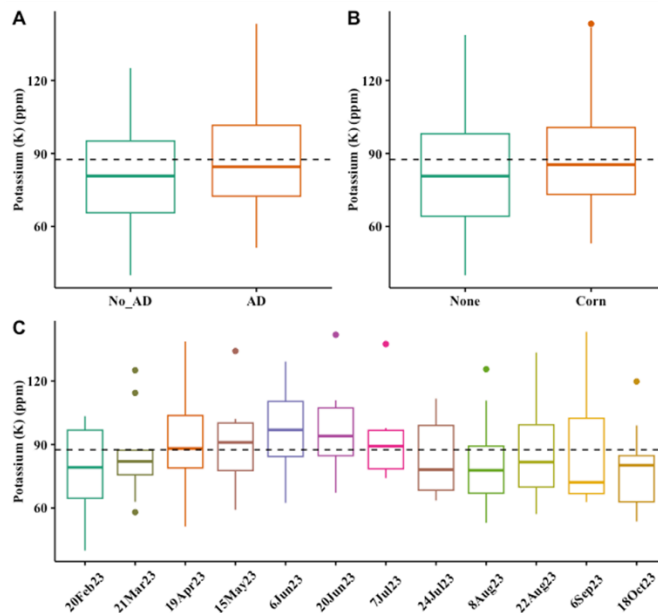 A
Potassium (K) (ppm)
120
90
60
No_AD
AD
B
Potassium (K) (ppm)
120
90
60
None
Corn
C
Potassium (K) (ppm)
120
90
60
20Feb23
21Mar23
19Apr23
15May23
6Jun23
20Jun23
7Jul23
24Jul23
8Aug23
22Aug23
6Sep23
18Oct23